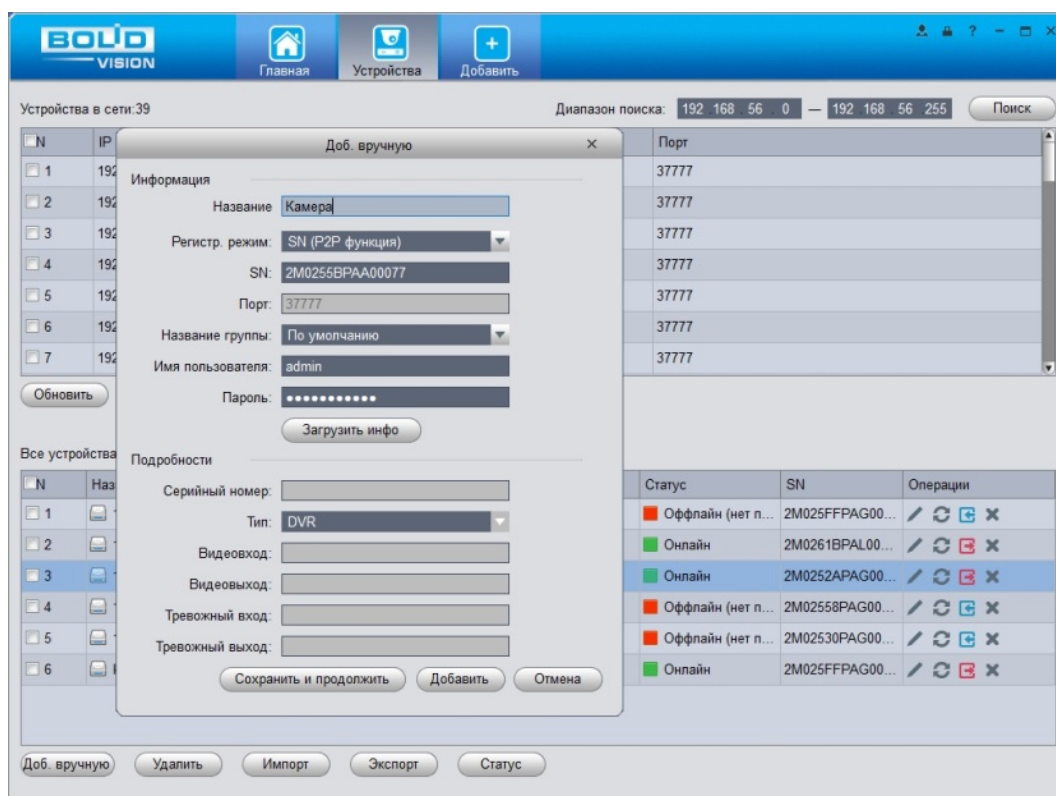 BOLID
VISION
Главная
Устройства
Добавить
Устройства в сети:39
Диапазон поиска: 192 .168 . 56 . 0 — 192 .168 . 56 .255 Поиск
N IP Порт
1 192 37777
2 192 37777
3 192 37777
4 192 37777
5 192 37777
6 192 37777
7 192 37777
Доб. вручную
Информация
Название Камера
Регистр. режим: SN (P2P функция)
SN: 2M0255BPAA00077
Порт: 37777
Название группы: По умолчанию
Имя пользователя: admin
Пароль: •••••••••••
Загрузить инфо
Подробности
Серийный номер:
Тип: DVR
Видеовход:
Видеовыход:
Тревожный вход:
Тревожный выход:
Сохранить и продолжить Добавить Отмена
Обновить
Все устройства
N Наз Статус SN Операции
1 Оффлайн (нет п... 2M025FFPAG00...
2 Онлайн 2M0261BPAL00...
3 Онлайн 2M0252APAG00...
4 Оффлайн (нет п... 2M02558PAG00...
5 Оффлайн (нет п... 2M02530PAG00...
6 Онлайн 2M025FFPAG00...
Доб. вручную Удалить Импорт Экспорт Статус